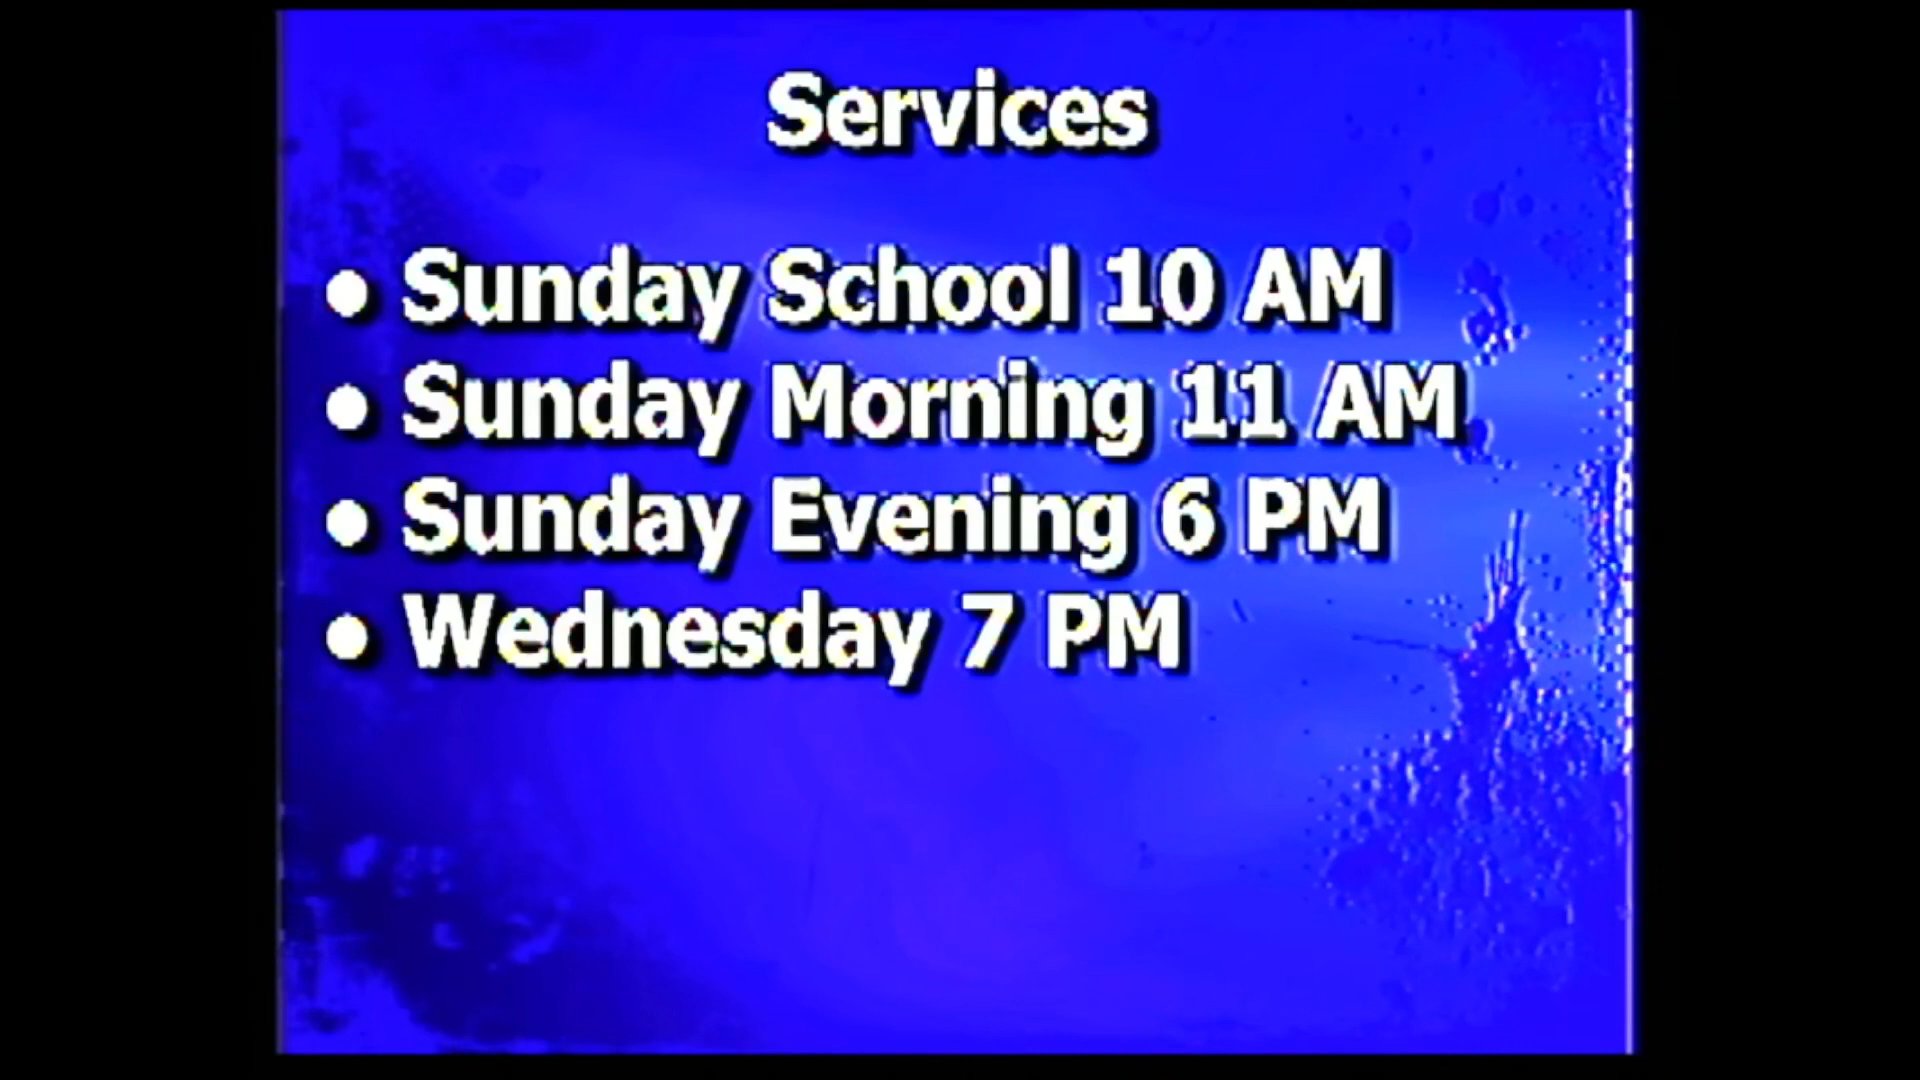 Services
• Sunday School 10 AM
• Sunday Morning 11 AM
• Sunday Evening 6 PM
• Wednesday 7 PM